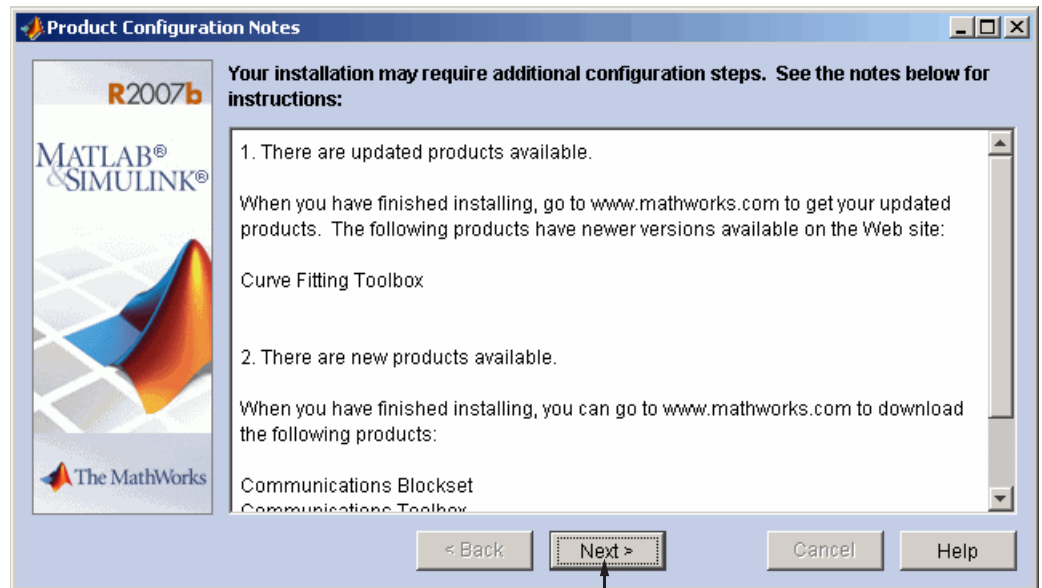 Product Configuration Notes
R2007b
MATLAB®
&SIMULINK®
The MathWorks
Your installation may require additional configuration steps. See the notes below for
instructions:
1. There are updated products available.
When you have finished installing, go to www.mathworks.com to get your updated
products. The following products have newer versions available on the Web site:
Curve Fitting Toolbox
2. There are new products available.
When you have finished installing, you can go to www.mathworks.com to download
the following products:
Communications Blockset
Communications Toolbox
< Back
Next >
Cancel
Help